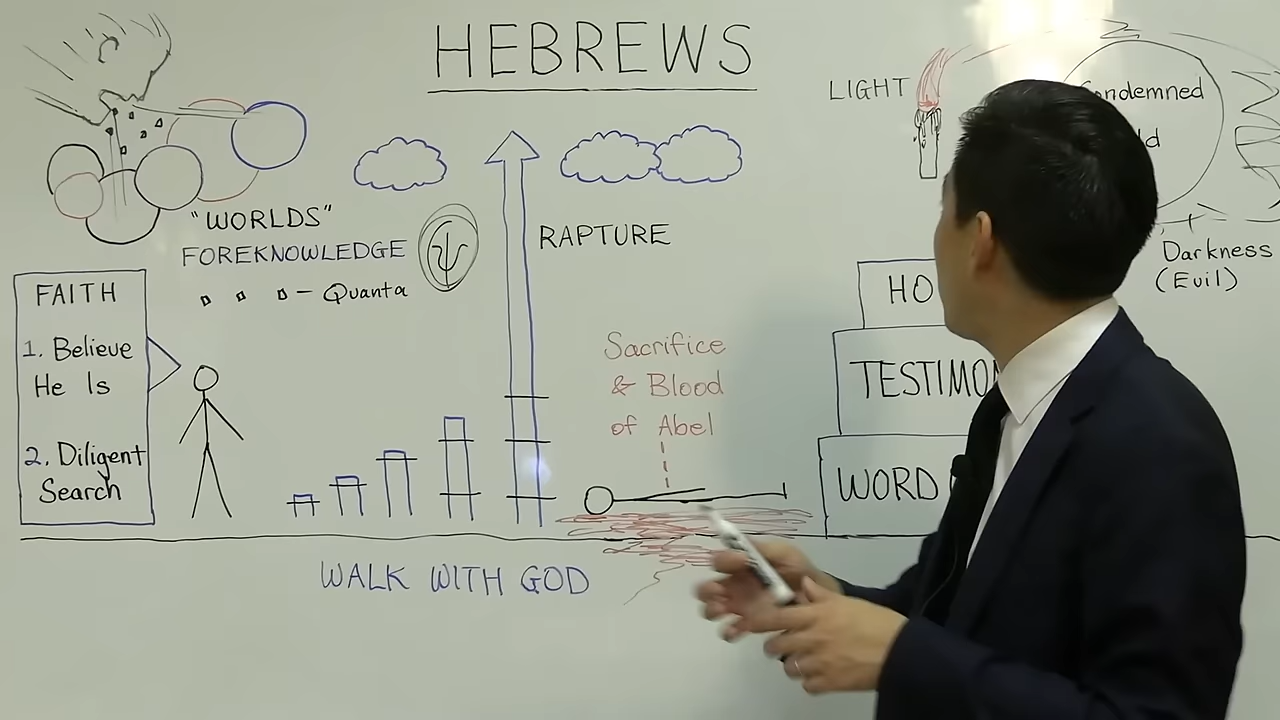 HEBREWS
LIGHT
"WORLDS"
FOREKNOWLEDGE
Quanta
RAPTURE
Darkness
(Evil)
FAITH
1. Believe
He Is
2. Diligent
Search
Sacrifice
& Blood
of Abel
HO
TESTIMO
WORD
WALK WITH GOD